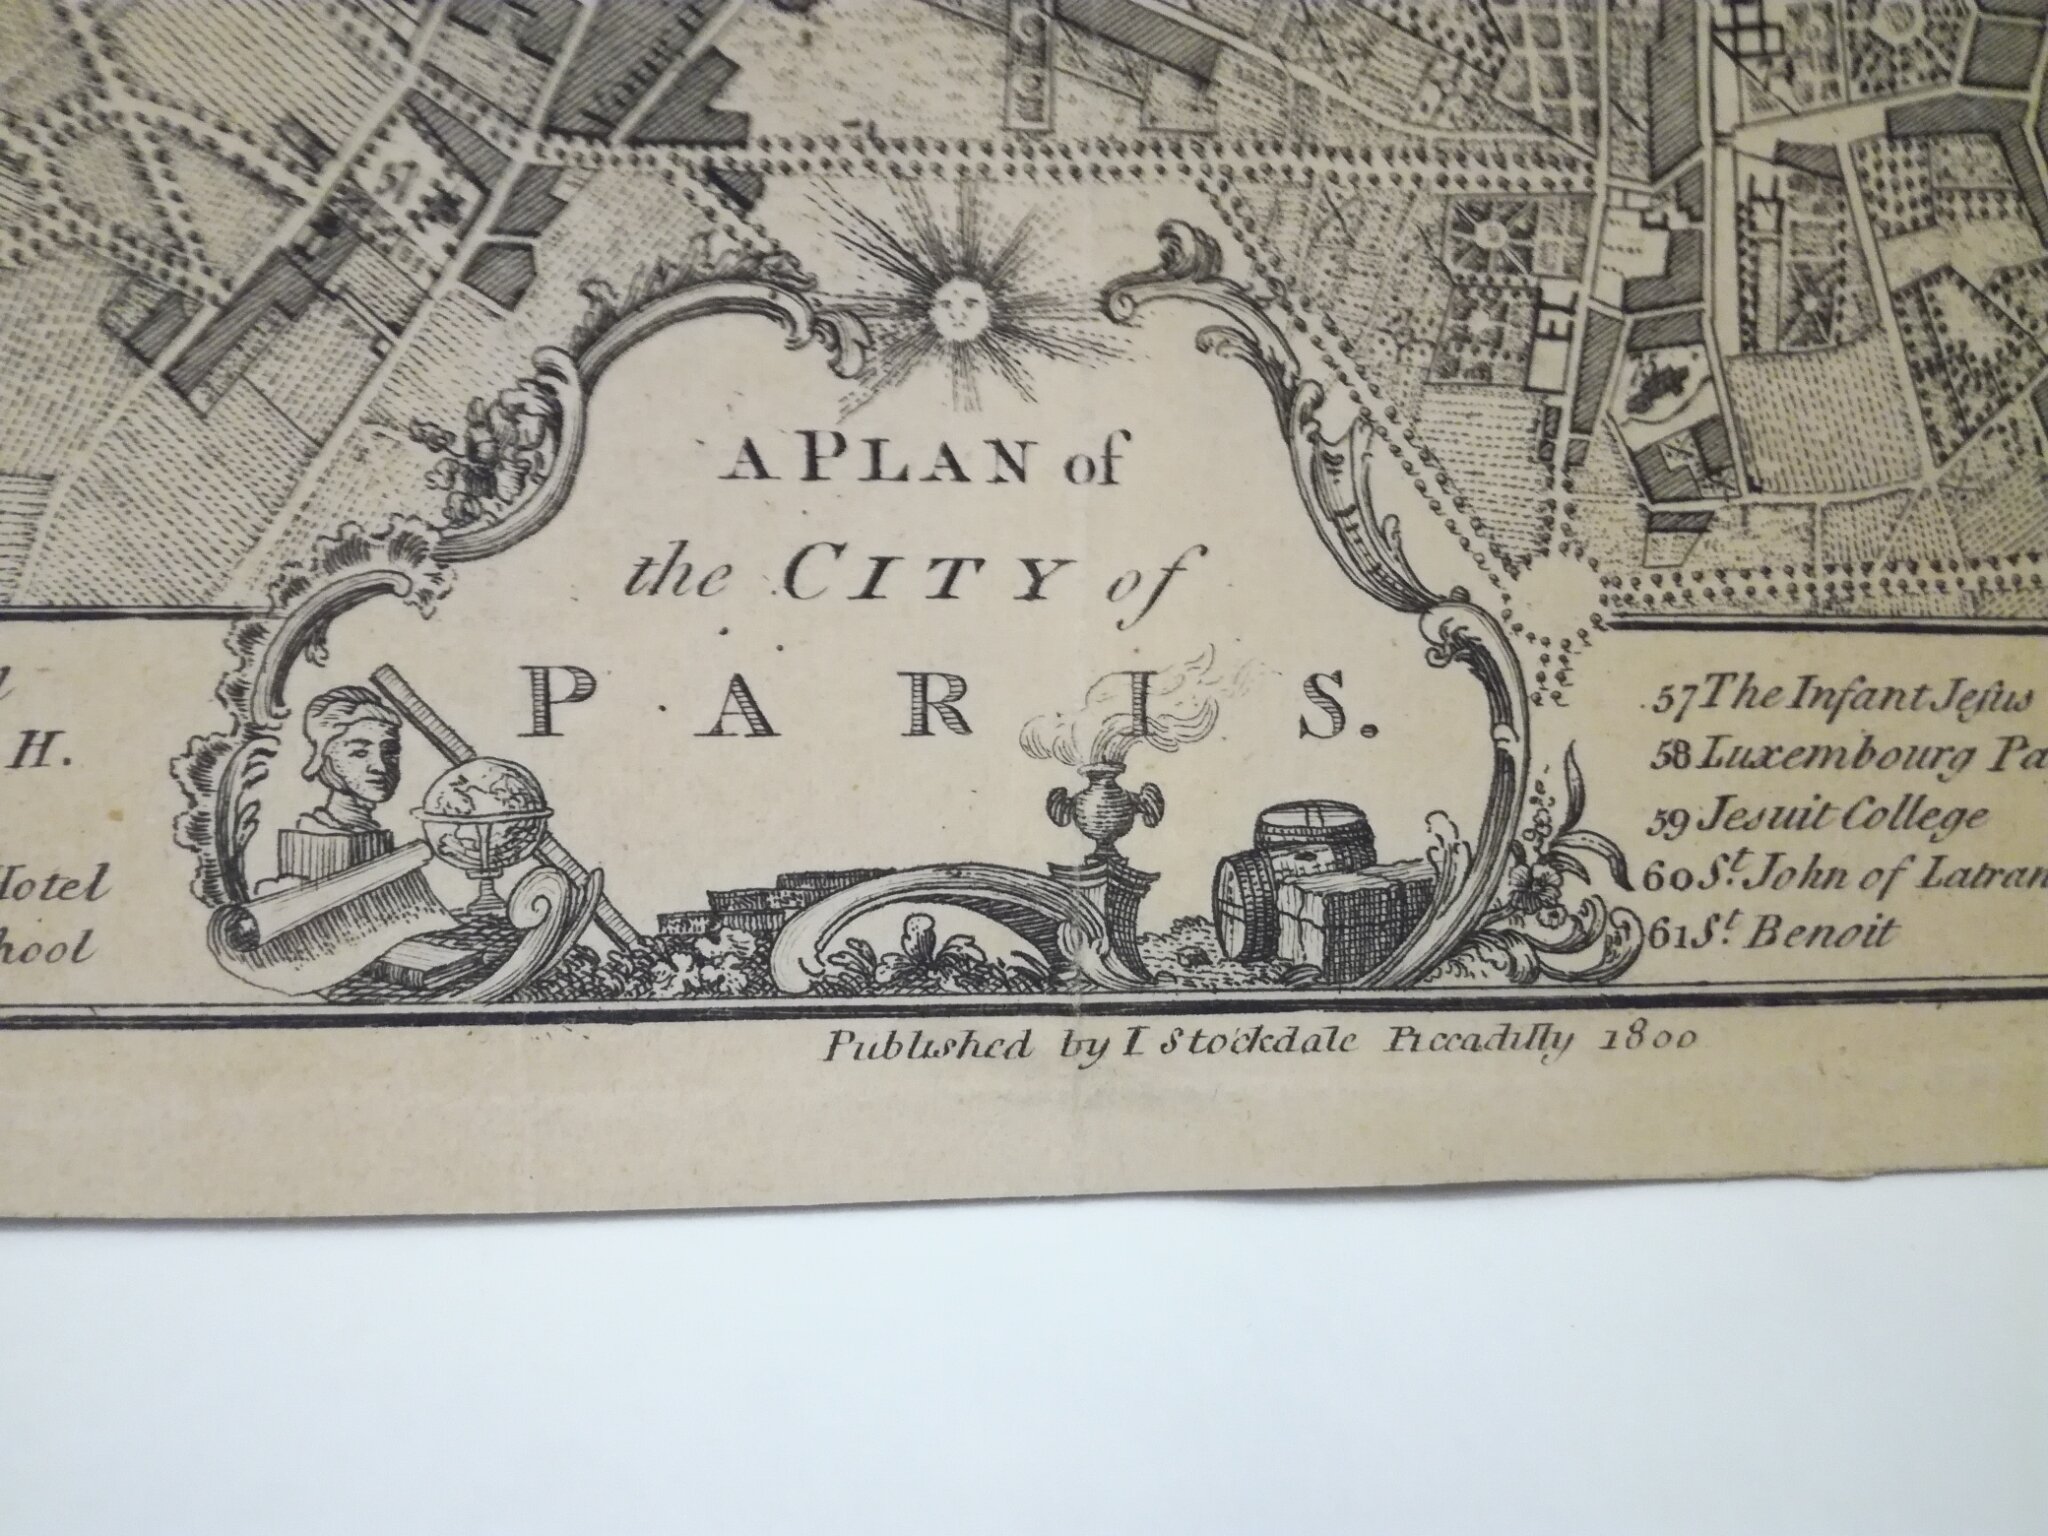 A PLAN of
the CITY of
PARIS.
H.
Hotel
57 The Infant Jesus
58 Luxembourg Pa
59 Jesuit College
60 St. John of Latran
61 St. Benoit
Published by I Stockdale Piccadilly 1800